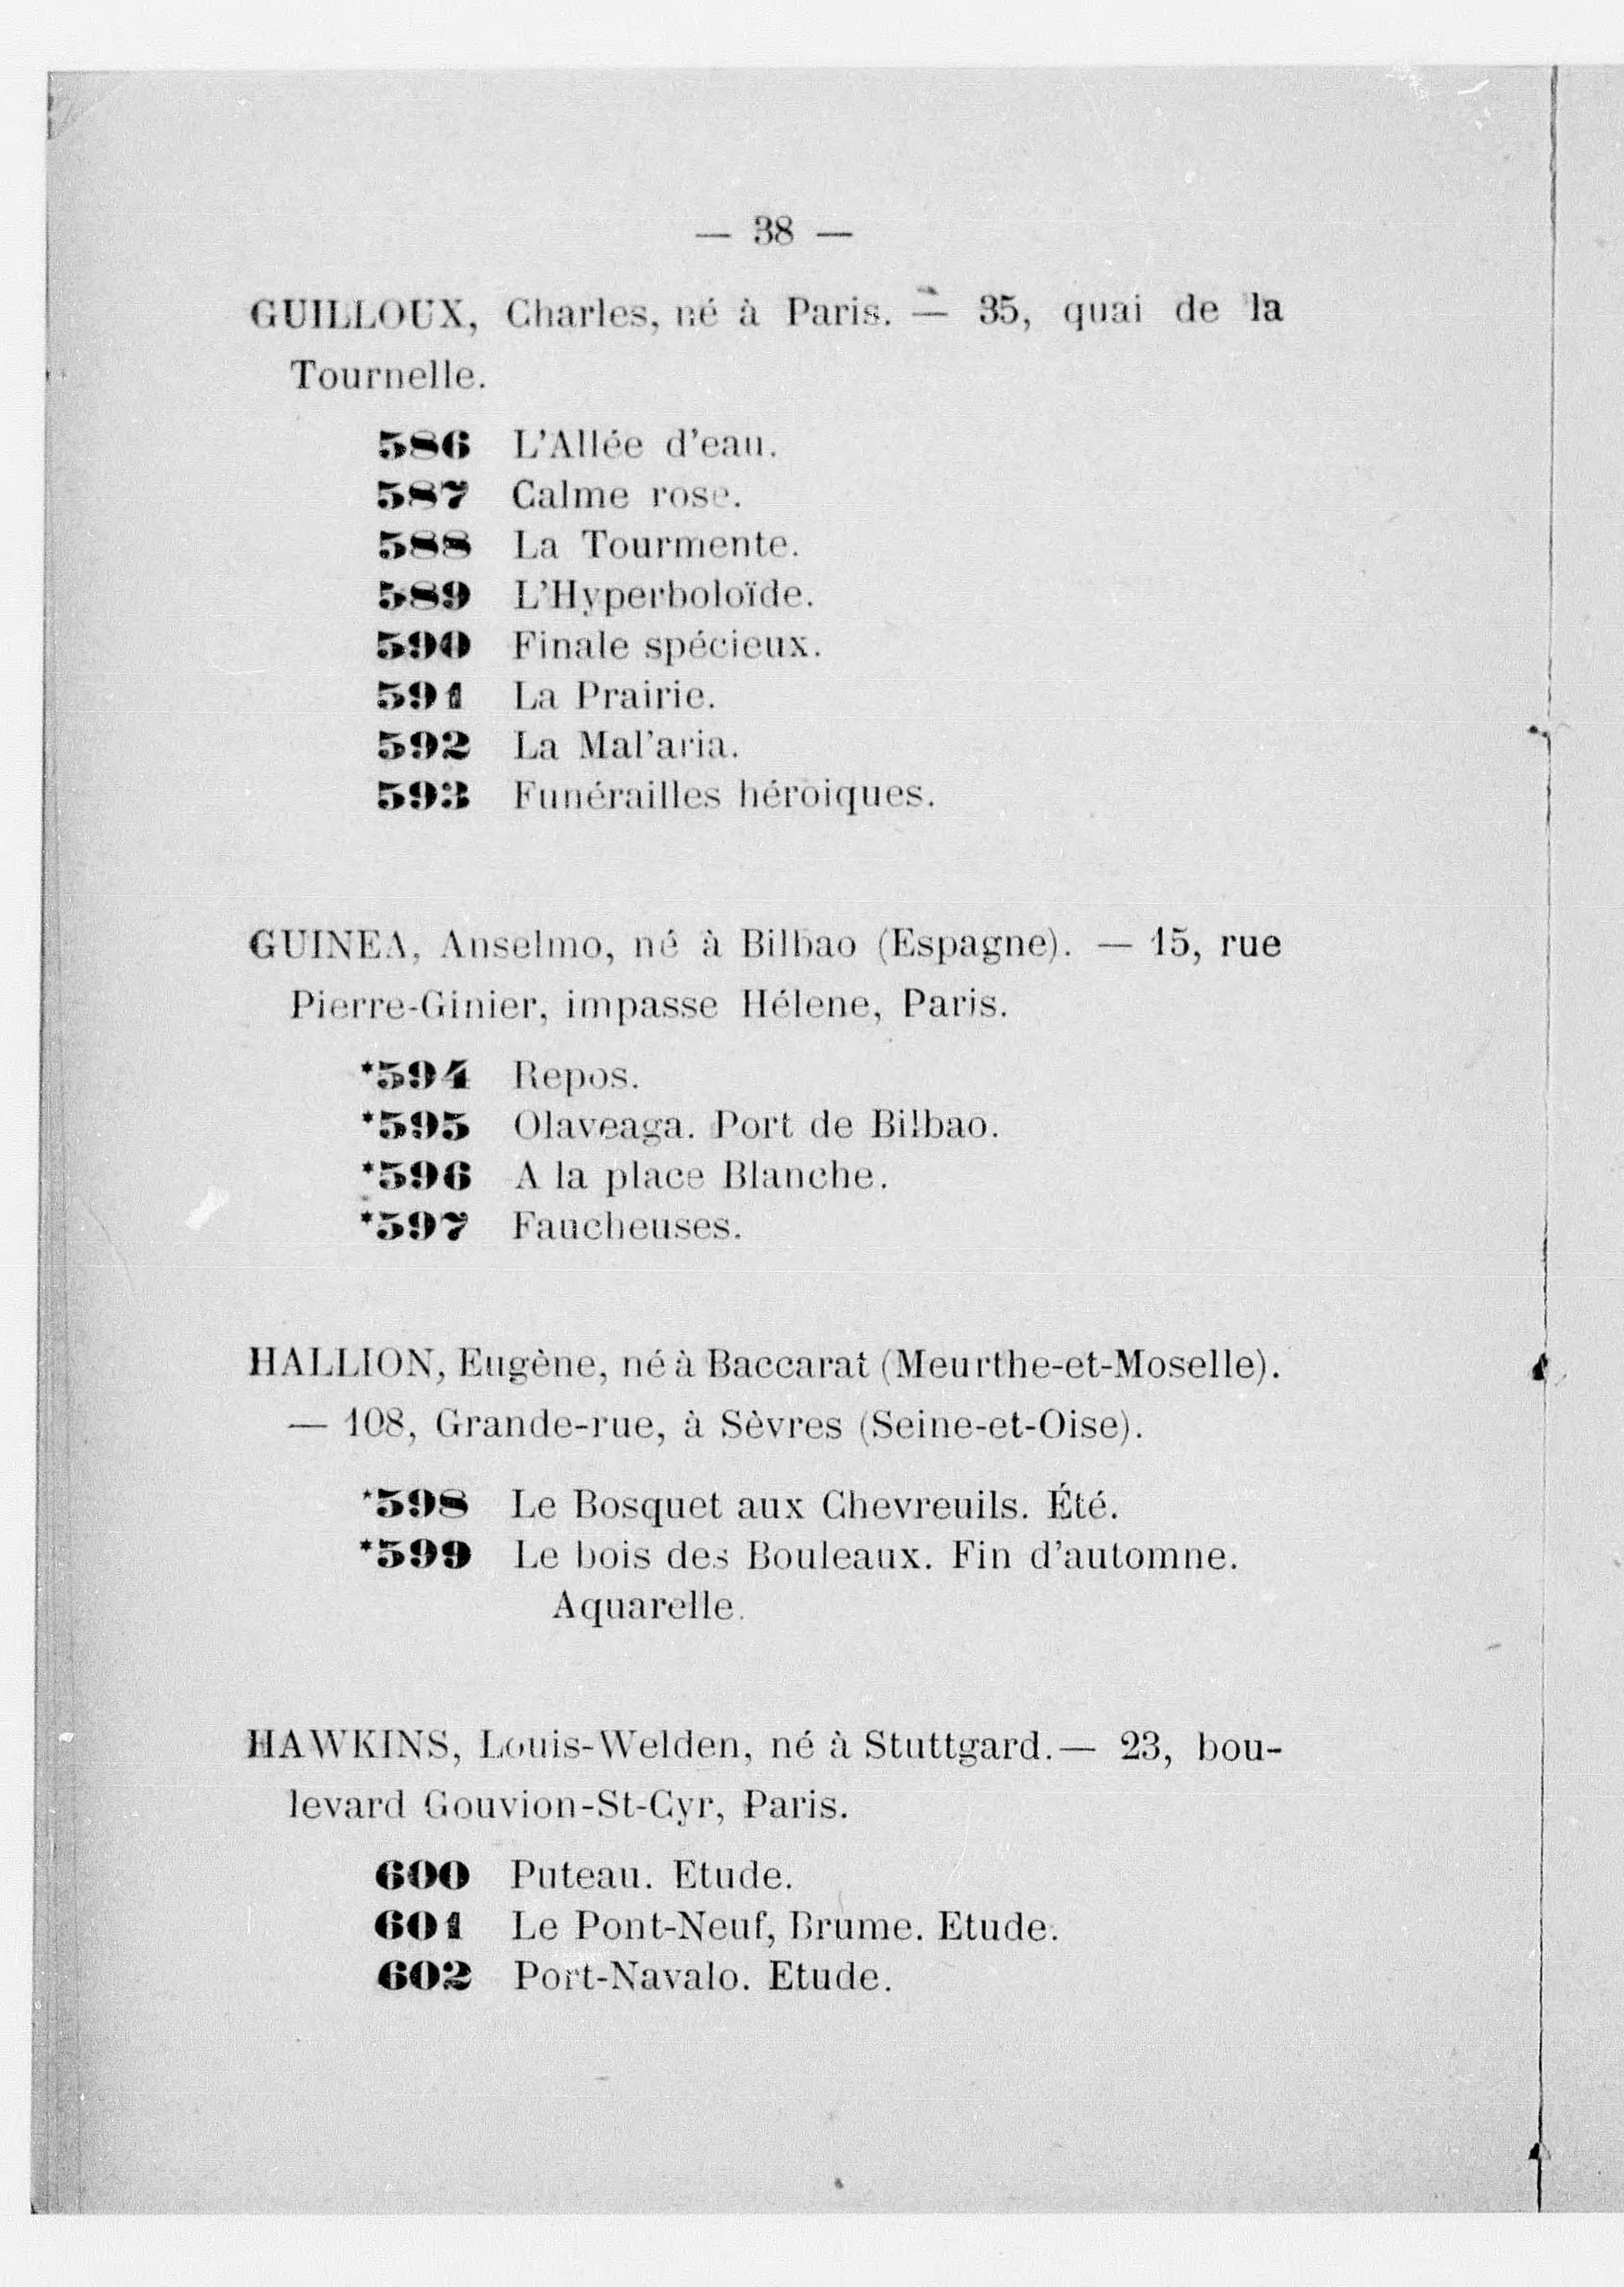 — 38 —
GUILLOUX, Charles, né à Paris. — 35, quai de la
Tournelle.
586 L'Allée d'eau.
587 Calme rose.
588 La Tourmente.
589 L'Hyperboloïde.
590 Finale spécieux.
591 La Prairie.
592 La Mal'aria.
593 Funérailles héroiques.
GUINEA, Anselmo, né à Bilbao (Espagne). — 15, rue
Pierre-Ginier, impasse Hélene, Paris.
*594 Repos.
*595 Olaveaga. Port de Bilbao.
*596 A la place Blanche.
*597 Faucheuses.
HALLION, Eugène, né à Baccarat (Meurthe-et-Moselle).
— 108, Grande-rue, à Sèvres (Seine-et-Oise).
*598 Le Bosquet aux Chevreuils. Été.
*599 Le bois des Bouleaux. Fin d'automne.
Aquarelle.
HAWKINS, Louis-Welden, né à Stuttgard. — 23, bou-
levard Gouvion-St-Cyr, Paris.
600 Puteau. Etude.
601 Le Pont-Neuf, Brume. Etude.
602 Port-Navalo. Etude.